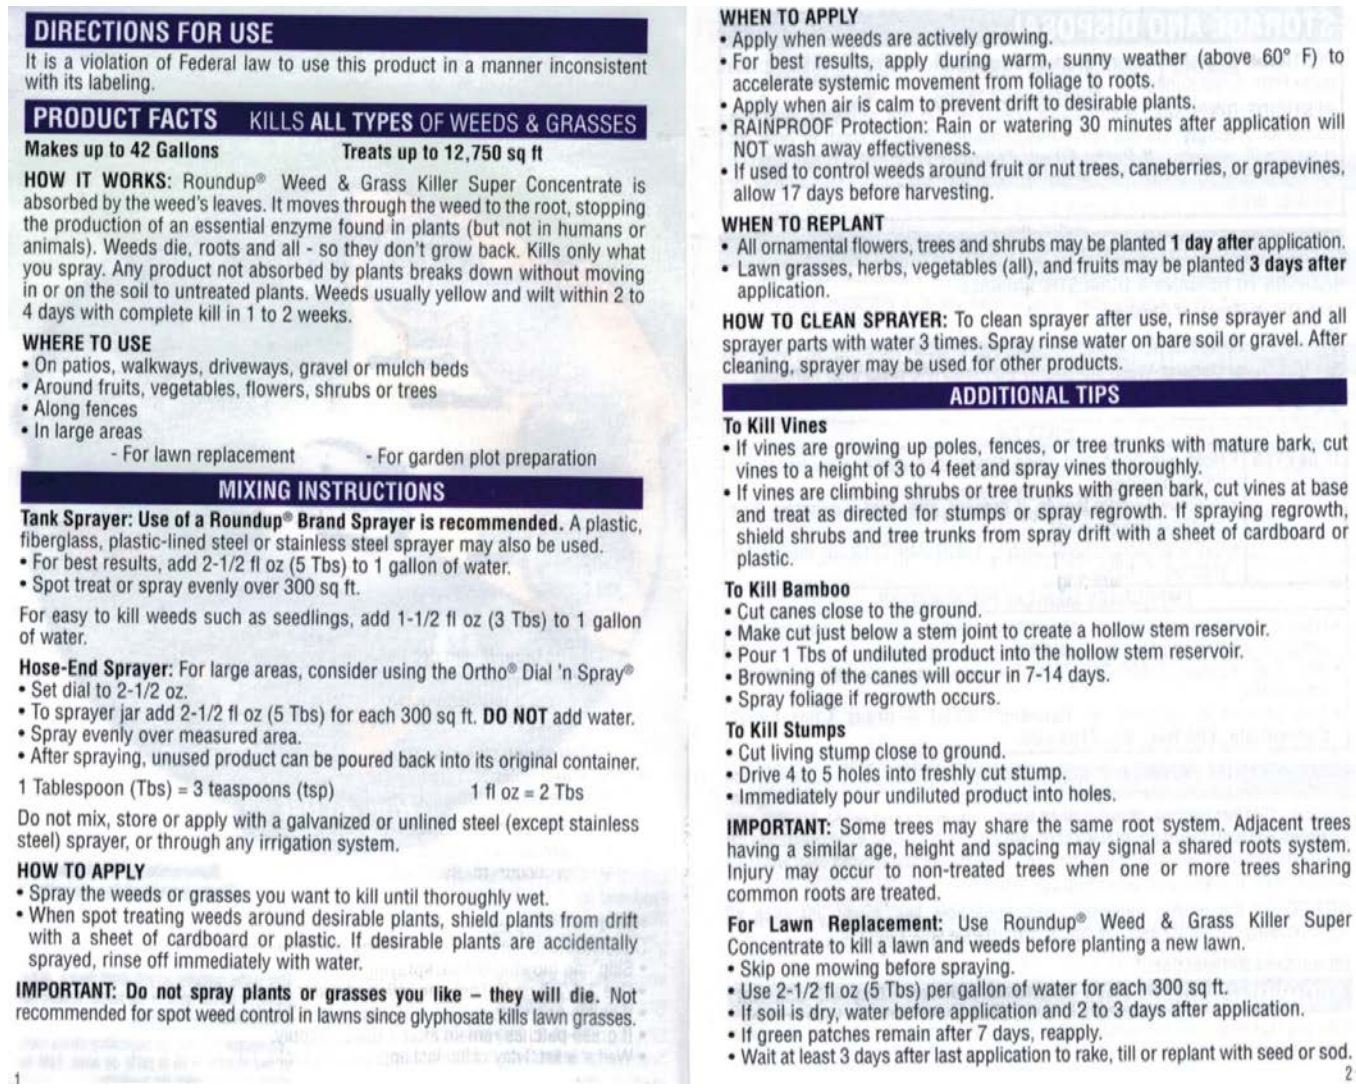 DIRECTIONS FOR USE
It is a violation of Federal law to use this product in a manner inconsistent
with its labeling.
PRODUCT FACTS KILLS ALL TYPES OF WEEDS & GRASSES
Makes up to 42 Gallons Treats up to 12,750 sq ft
HOW IT WORKS: Roundup® Weed & Grass Killer Super Concentrate is
absorbed by the weed's leaves. It moves through the weed to the root, stopping
the production of an essential enzyme found in plants (but not in humans or
animals). Weeds die, roots and all - so they don't grow back. Kills only what
you spray. Any product not absorbed by plants breaks down without moving
in or on the soil to untreated plants. Weeds usually yellow and wilt within 2 to
4 days with complete kill in 1 to 2 weeks.
WHERE TO USE
• On patios, walkways, driveways, gravel or mulch beds
• Around fruits, vegetables, flowers, shrubs or trees
• Along fences
• In large areas
- For lawn replacement - For garden plot preparation
MIXING INSTRUCTIONS
Tank Sprayer: Use of a Roundup® Brand Sprayer is recommended. A plastic,
fiberglass, plastic-lined steel or stainless steel sprayer may also be used.
• For best results, add 2-1/2 fl oz (5 Tbs) to 1 gallon of water.
• Spot treat or spray evenly over 300 sq ft.
For easy to kill weeds such as seedlings, add 1-1/2 fl oz (3 Tbs) to 1 gallon
of water.
Hose-End Sprayer: For large areas, consider using the Ortho® Dial 'n Spray®
• Set dial to 2-1/2 oz.
• To sprayer jar add 2-1/2 fl oz (5 Tbs) for each 300 sq ft. DO NOT add water.
• Spray evenly over measured area.
• After spraying, unused product can be poured back into its original container.
1 Tablespoon (Tbs) = 3 teaspoons (tsp) 1 fl oz = 2 Tbs
Do not mix, store or apply with a galvanized or unlined steel (except stainless
steel) sprayer, or through any irrigation system.
HOW TO APPLY
• Spray the weeds or grasses you want to kill until thoroughly wet.
• When spot treating weeds around desirable plants, shield plants from drift
with a sheet of cardboard or plastic. If desirable plants are accidentally
sprayed, rinse off immediately with water.
IMPORTANT: Do not spray plants or grasses you like – they will die. Not
recommended for spot weed control in lawns since glyphosate kills lawn grasses.
1
WHEN TO APPLY
• Apply when weeds are actively growing.
• For best results, apply during warm, sunny weather (above 60° F) to
accelerate systemic movement from foliage to roots.
• Apply when air is calm to prevent drift to desirable plants.
• RAINPROOF Protection: Rain or watering 30 minutes after application will
NOT wash away effectiveness.
• If used to control weeds around fruit or nut trees, caneberries, or grapevines,
allow 17 days before harvesting.
WHEN TO REPLANT
• All ornamental flowers, trees and shrubs may be planted 1 day after application.
• Lawn grasses, herbs, vegetables (all), and fruits may be planted 3 days after
application.
HOW TO CLEAN SPRAYER: To clean sprayer after use, rinse sprayer and all
sprayer parts with water 3 times. Spray rinse water on bare soil or gravel. After
cleaning, sprayer may be used for other products.
ADDITIONAL TIPS
To Kill Vines
• If vines are growing up poles, fences, or tree trunks with mature bark, cut
vines to a height of 3 to 4 feet and spray vines thoroughly.
• If vines are climbing shrubs or tree trunks with green bark, cut vines at base
and treat as directed for stumps or spray regrowth. If spraying regrowth,
shield shrubs and tree trunks from spray drift with a sheet of cardboard or
plastic.
To Kill Bamboo
• Cut canes close to the ground.
• Make cut just below a stem joint to create a hollow stem reservoir.
• Pour 1 Tbs of undiluted product into the hollow stem reservoir.
• Browning of the canes will occur in 7-14 days.
• Spray foliage if regrowth occurs.
To Kill Stumps
• Cut living stump close to ground.
• Drive 4 to 5 holes into freshly cut stump.
• Immediately pour undiluted product into holes.
IMPORTANT: Some trees may share the same root system. Adjacent trees
having a similar age, height and spacing may signal a shared roots system.
Injury may occur to non-treated trees when one or more trees sharing
common roots are treated.
For Lawn Replacement: Use Roundup® Weed & Grass Killer Super
Concentrate to kill a lawn and weeds before planting a new lawn.
• Skip one mowing before spraying.
• Use 2-1/2 fl oz (5 Tbs) per gallon of water for each 300 sq ft.
• If soil is dry, water before application and 2 to 3 days after application.
• If green patches remain after 7 days, reapply.
• Wait at least 3 days after last application to rake, till or replant with seed or sod.
2